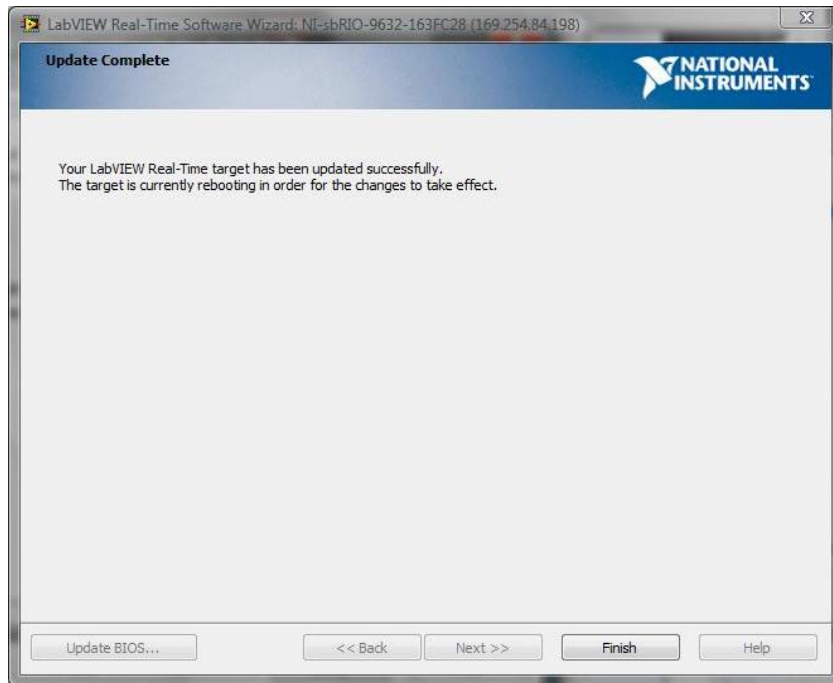 LabVIEW Real-Time Software Wizard: NI-sbRIO-9632-163FC28 (169.254.84.198)
Update Complete
NATIONAL
INSTRUMENTS
Your LabVIEW Real-Time target has been updated successfully.
The target is currently rebooting in order for the changes to take effect.
Update BIOS...
<< Back
Next >>
Finish
Help